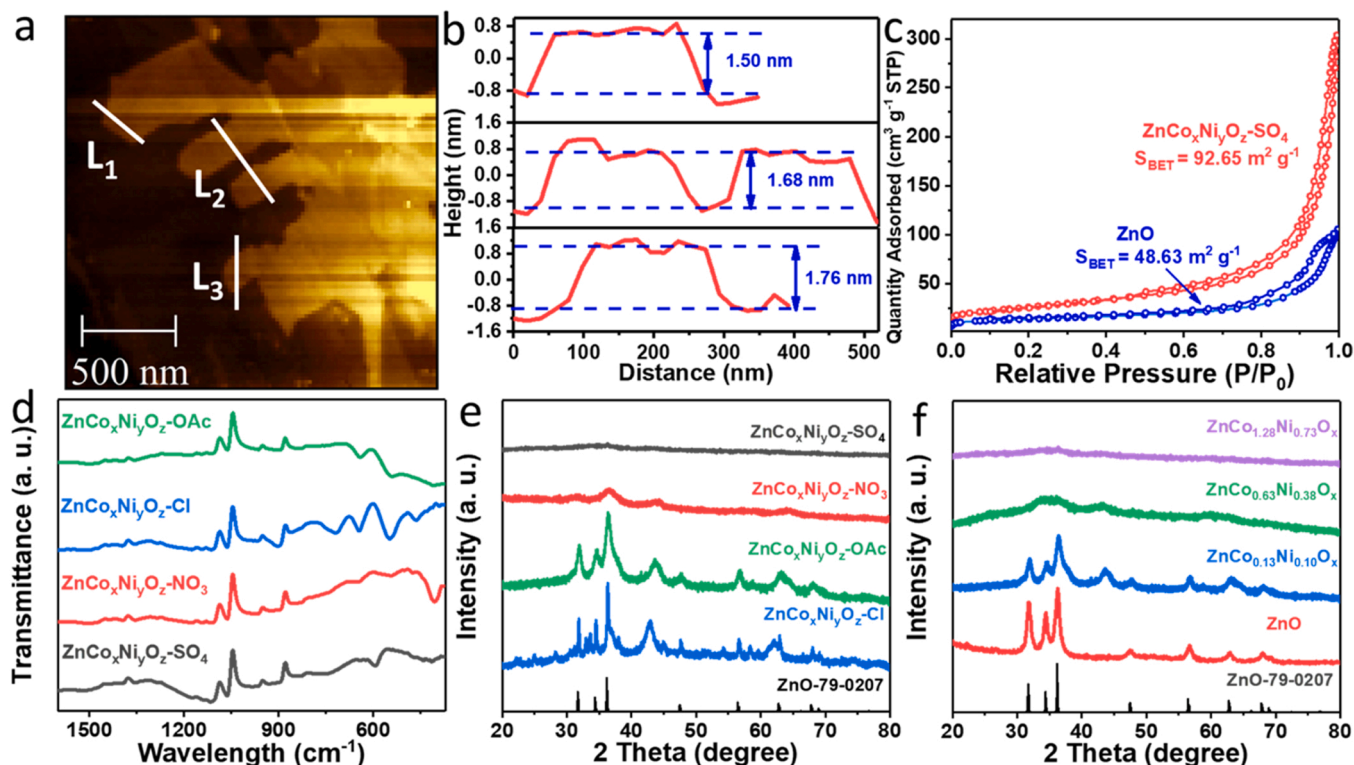 a
L1
L2
L3
500 nm
b
Height (nm)
0.8
0.0
-0.8
1.6
0.8
0.0
-0.8
1.6
0.8
0.0
-0.8
-1.6
1.50 nm
1.68 nm
1.76 nm
0 100 200 300 400 500
Distance (nm)
c
Quantity Adsorbed (cm³ g⁻¹ STP)
300
250
200
150
100
50
ZnCoxNiyOz-SO4
SBET = 92.65 m² g⁻¹
ZnO
SBET = 48.63 m² g⁻¹
0.0 0.2 0.4 0.6 0.8 1.0
Relative Pressure (P/P0)
d
Transmittance (a. u.)
ZnCoxNiyOz-OAc
ZnCoxNiyOz-Cl
ZnCoxNiyOz-NO3
ZnCoxNiyOz-SO4
1500 1200 900 600
Wavelength (cm⁻¹)
e
Intensity (a. u.)
ZnCoxNiyOz-SO4
ZnCoxNiyOz-NO3
ZnCoxNiyOz-OAc
ZnCoxNiyOz-Cl
ZnO-79-0207
20 30 40 50 60 70 80
2 Theta (degree)
f
Intensity (a. u.)
ZnCo1.28Ni0.73Ox
ZnCo0.63Ni0.38Ox
ZnCo0.13Ni0.10Ox
ZnO
ZnO-79-0207
20 30 40 50 60 70 80
2 Theta (degree)